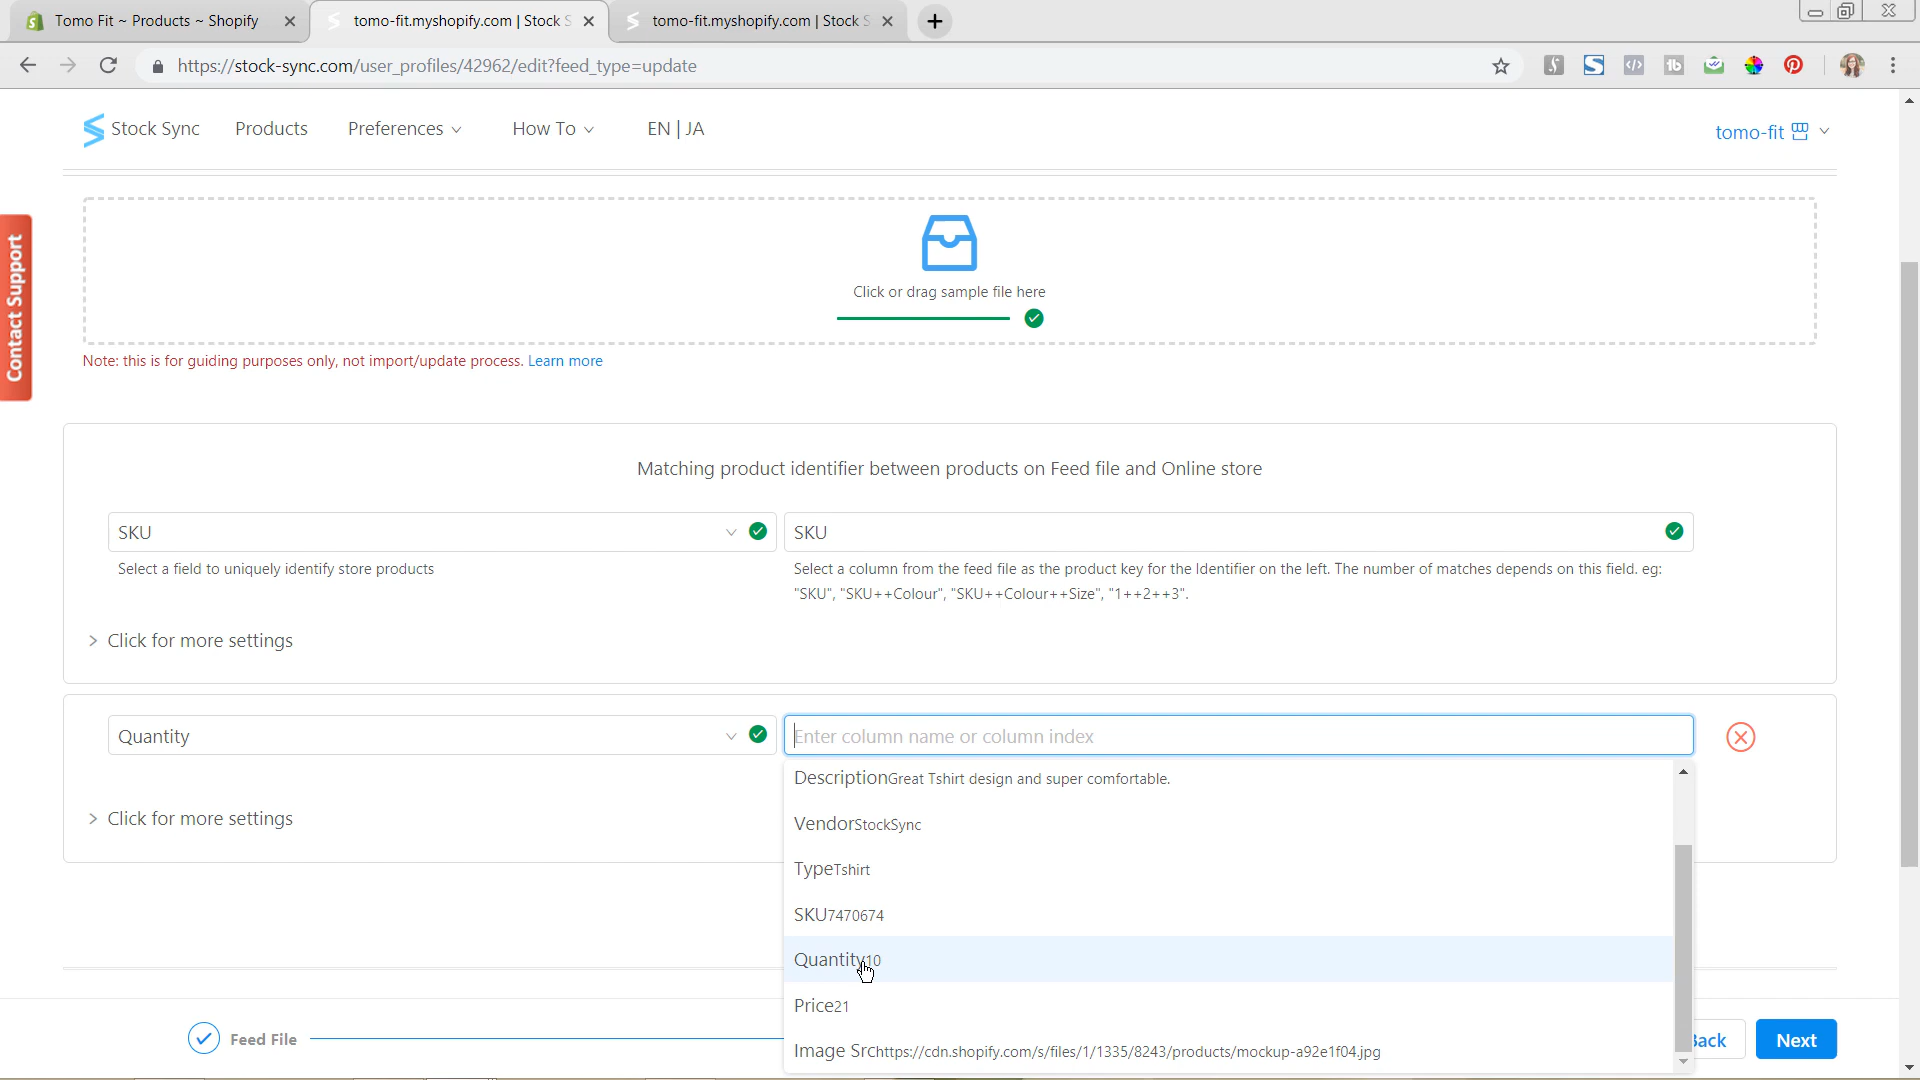 Tomo Fit ~ Products ~ Shopify
tomo-fit.myshopify.com | Stock S
tomo-fit.myshopify.com | Stock S
https://stock-sync.com/user_profiles/42962/edit?feed_type=update
Stock Sync Products Preferences How To EN | JA tomo-fit
Contact Support
Click or drag sample file here
Note: this is for guiding purposes only, not import/update process. Learn more
Matching product identifier between products on Feed file and Online store
SKU SKU
Select a field to uniquely identify store products
Select a column from the feed file as the product key for the Identifier on the left. The number of matches depends on this field. eg:
"SKU", "SKU++Colour", "SKU++Colour++Size", "1++2++3".
Click for more settings
Quantity Enter column name or column index
DescriptionGreat Tshirt design and super comfortable.
Click for more settings
VendorStockSync
TypeTshirt
SKU7470674
Quantity10
Price21
Image Srchttps://cdn.shopify.com/s/files/1/1335/8243/products/mockup-a92e1f04.jpg
Feed File
Back Next